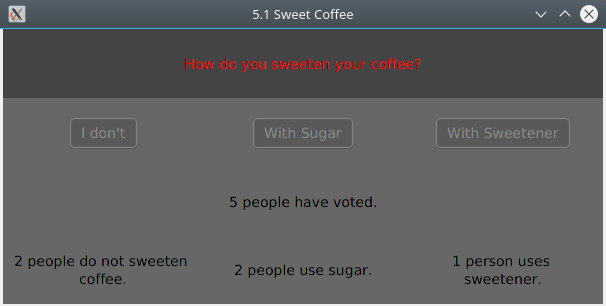 5.1 Sweet Coffee
How do you sweeten your coffee?
I don't
With Sugar
With Sweetener
5 people have voted.
2 people do not sweeten
coffee.
2 people use sugar.
1 person uses
sweetener.